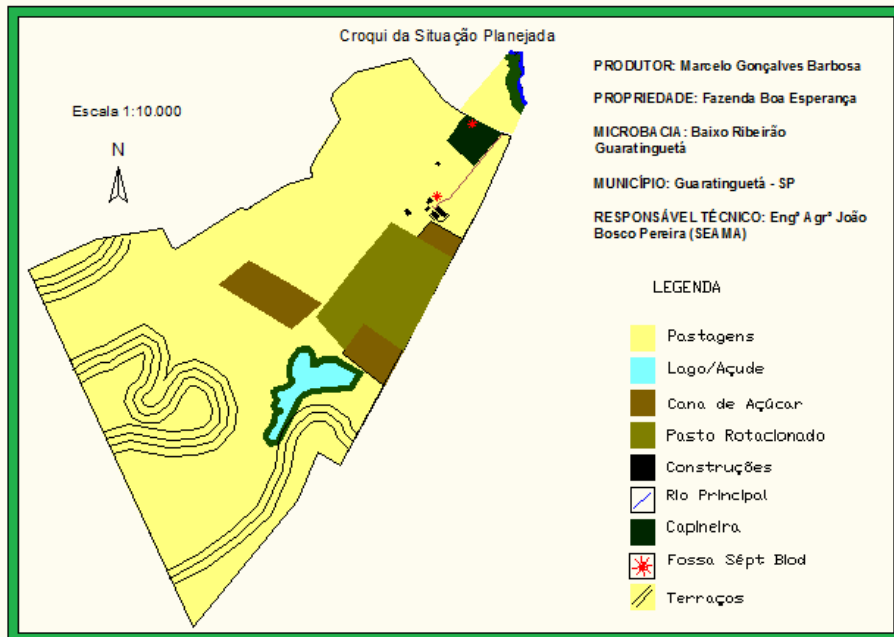 Croqui da Situação Planejada
PRODUTOR: Marcelo Gonçalves Barbosa
PROPRIEDADE: Fazenda Boa Esperança
Escala 1:10.000
MICROBACIA: Baixo Ribeirão
Guaratinguetá
N
MUNICÍPIO: Guaratinguetá - SP
RESPONSÁVEL TÉCNICO: Engº Agrº João
Bosco Pereira (SEAMA)
LEGENDA
Pastagens
Lago/Açude
Cana de Açúcar
Pasto Rotacionado
Construções
Rio Principal
Capineira
Fossa Sépt Biod
Terraços